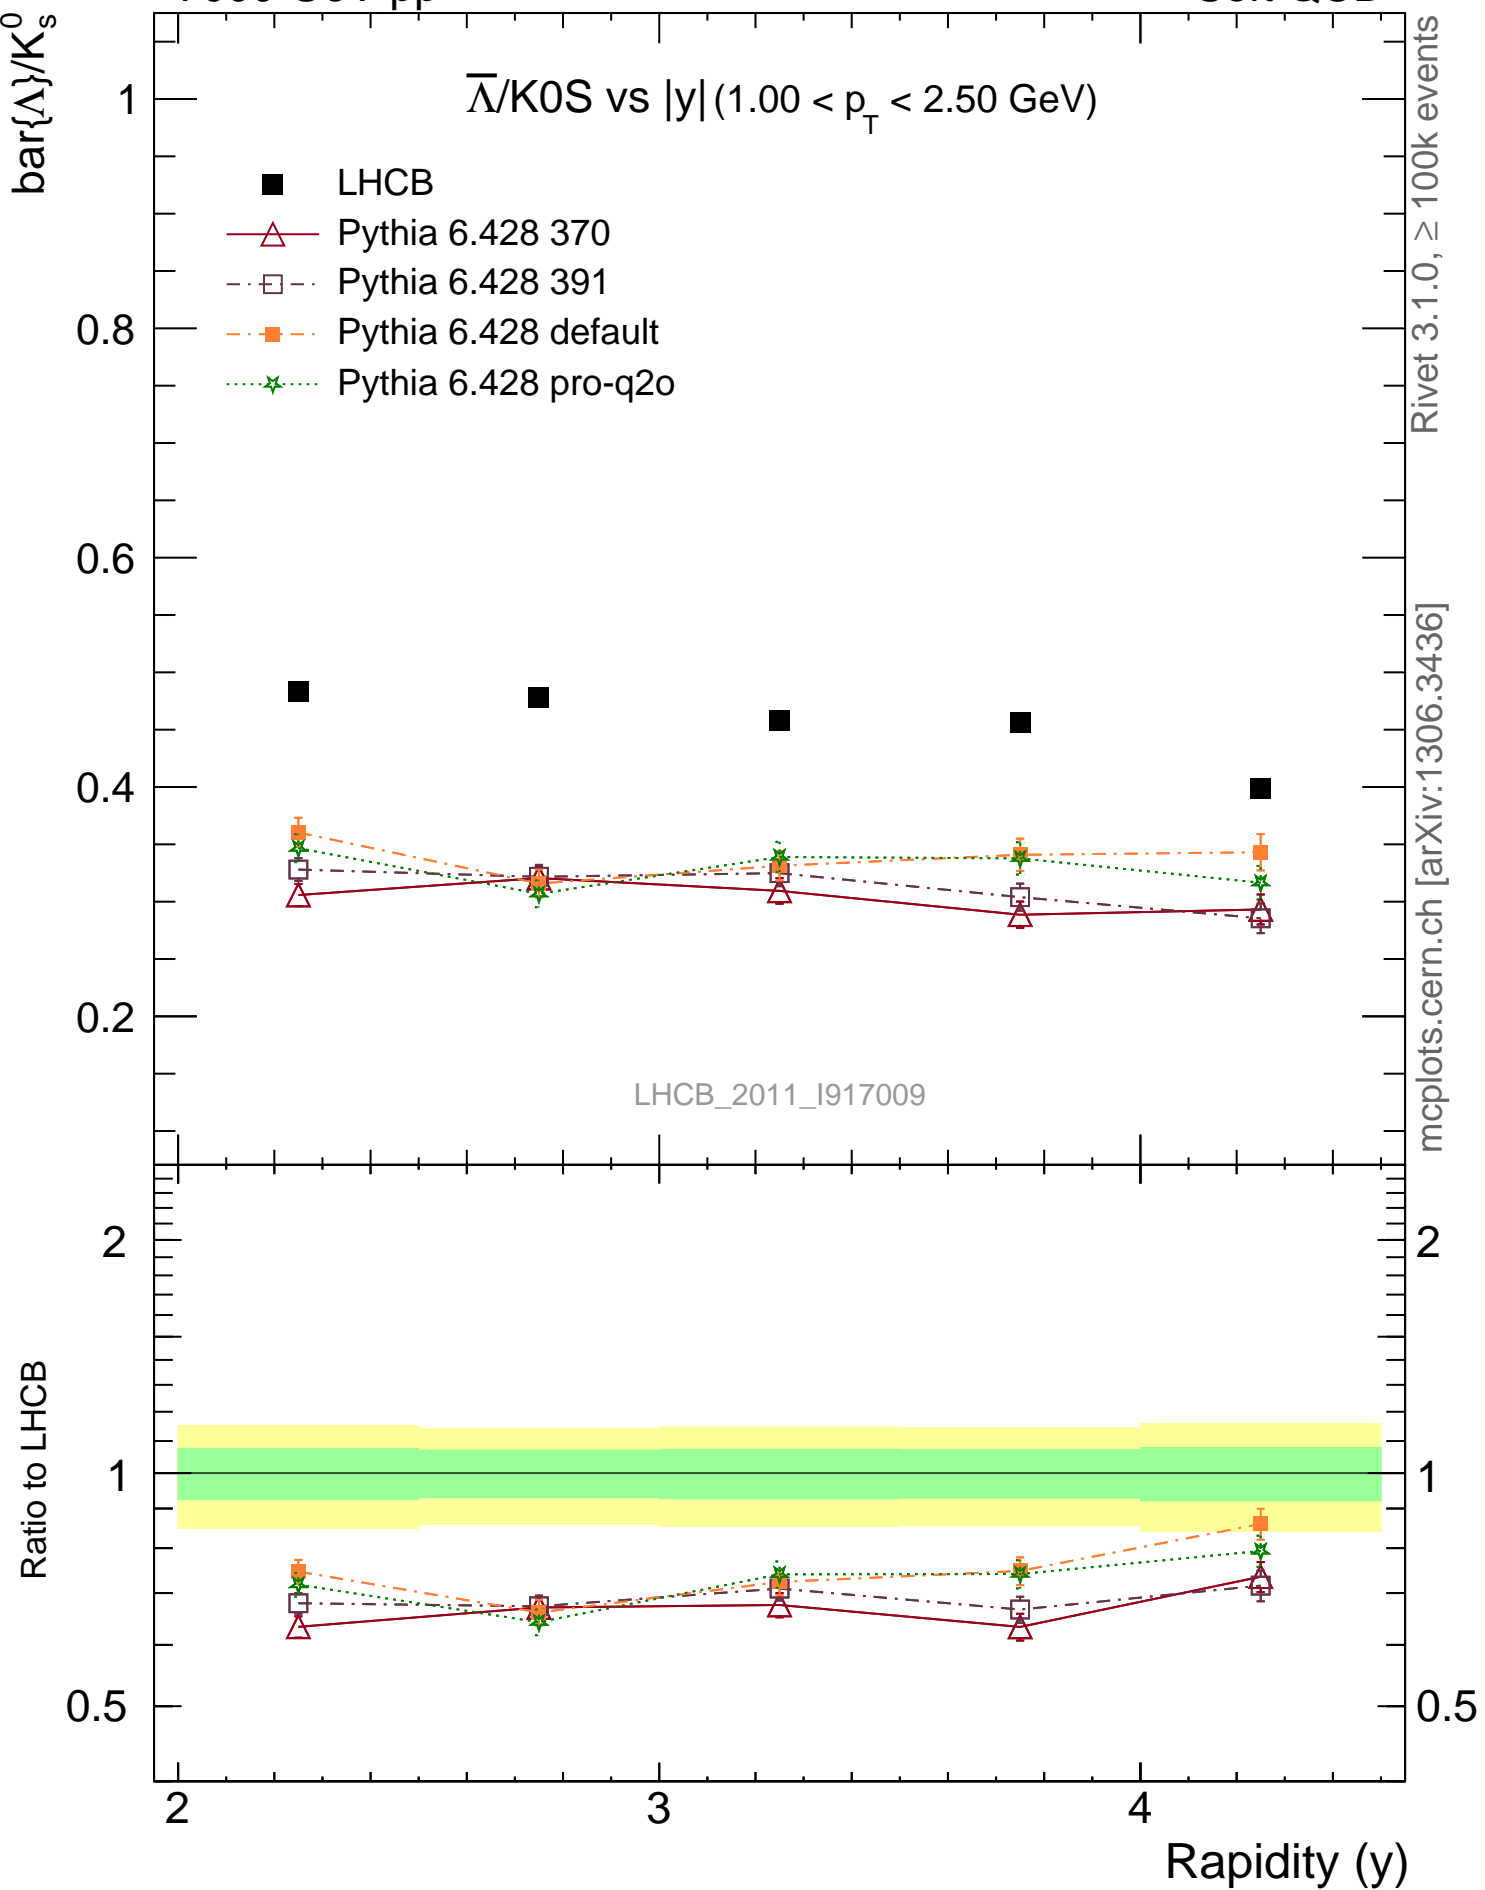 bar{Λ}/K⁰ₛ
Λ̅/K0S vs |y| (1.00 < p_T < 2.50 GeV)
LHCB
Pythia 6.428 370
Pythia 6.428 391
Pythia 6.428 default
Pythia 6.428 pro-q2o
1
0.8
0.6
0.4
0.2
LHCB_2011_I917009
Rivet 3.1.0, ≥ 100k events
mcplots.cern.ch [arXiv:1306.3436]
Ratio to LHCB
2
1
0.5
2
1
0.5
2
3
4
Rapidity (y)